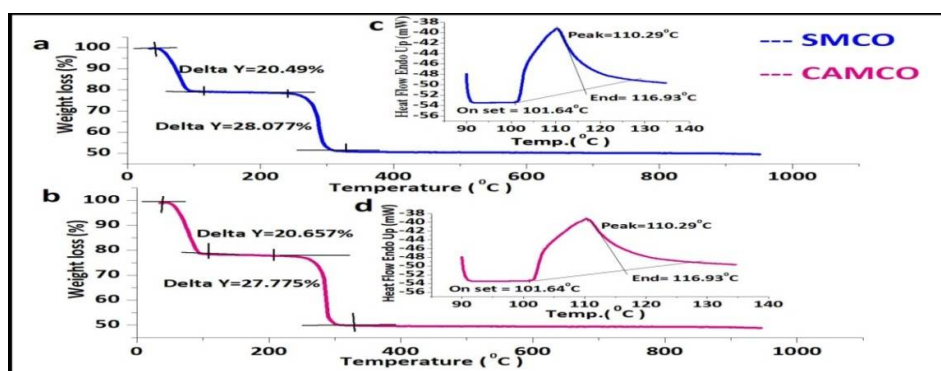 a
100
90
80
70
60
50
Weight loss (%)
Delta Y=20.49%
Delta Y=28.077%
0
200
400
600
800
1000
Temperature (°C)
c
-38
-40
-42
-44
-46
-48
-50
-52
-54
-56
Heat Flow Endo Up (mW)
Peak=110.29°C
End= 116.93°C
On set = 101.64°C
90
100
110
120
130
140
Temp.(°C)
--- SMCO
--- CAMCO
b
100
90
80
70
60
50
Weight loss (%)
Delta Y=20.657%
Delta Y=27.775%
0
200
400
600
800
1000
Temperature (°C)
d
-38
-40
-42
-44
-46
-48
-50
-52
-54
-56
Heat Flow Endo Up (mW)
Peak=110.29°C
End= 116.93°C
On set = 101.64°C
90
100
110
120
130
140
Temp.(°C)